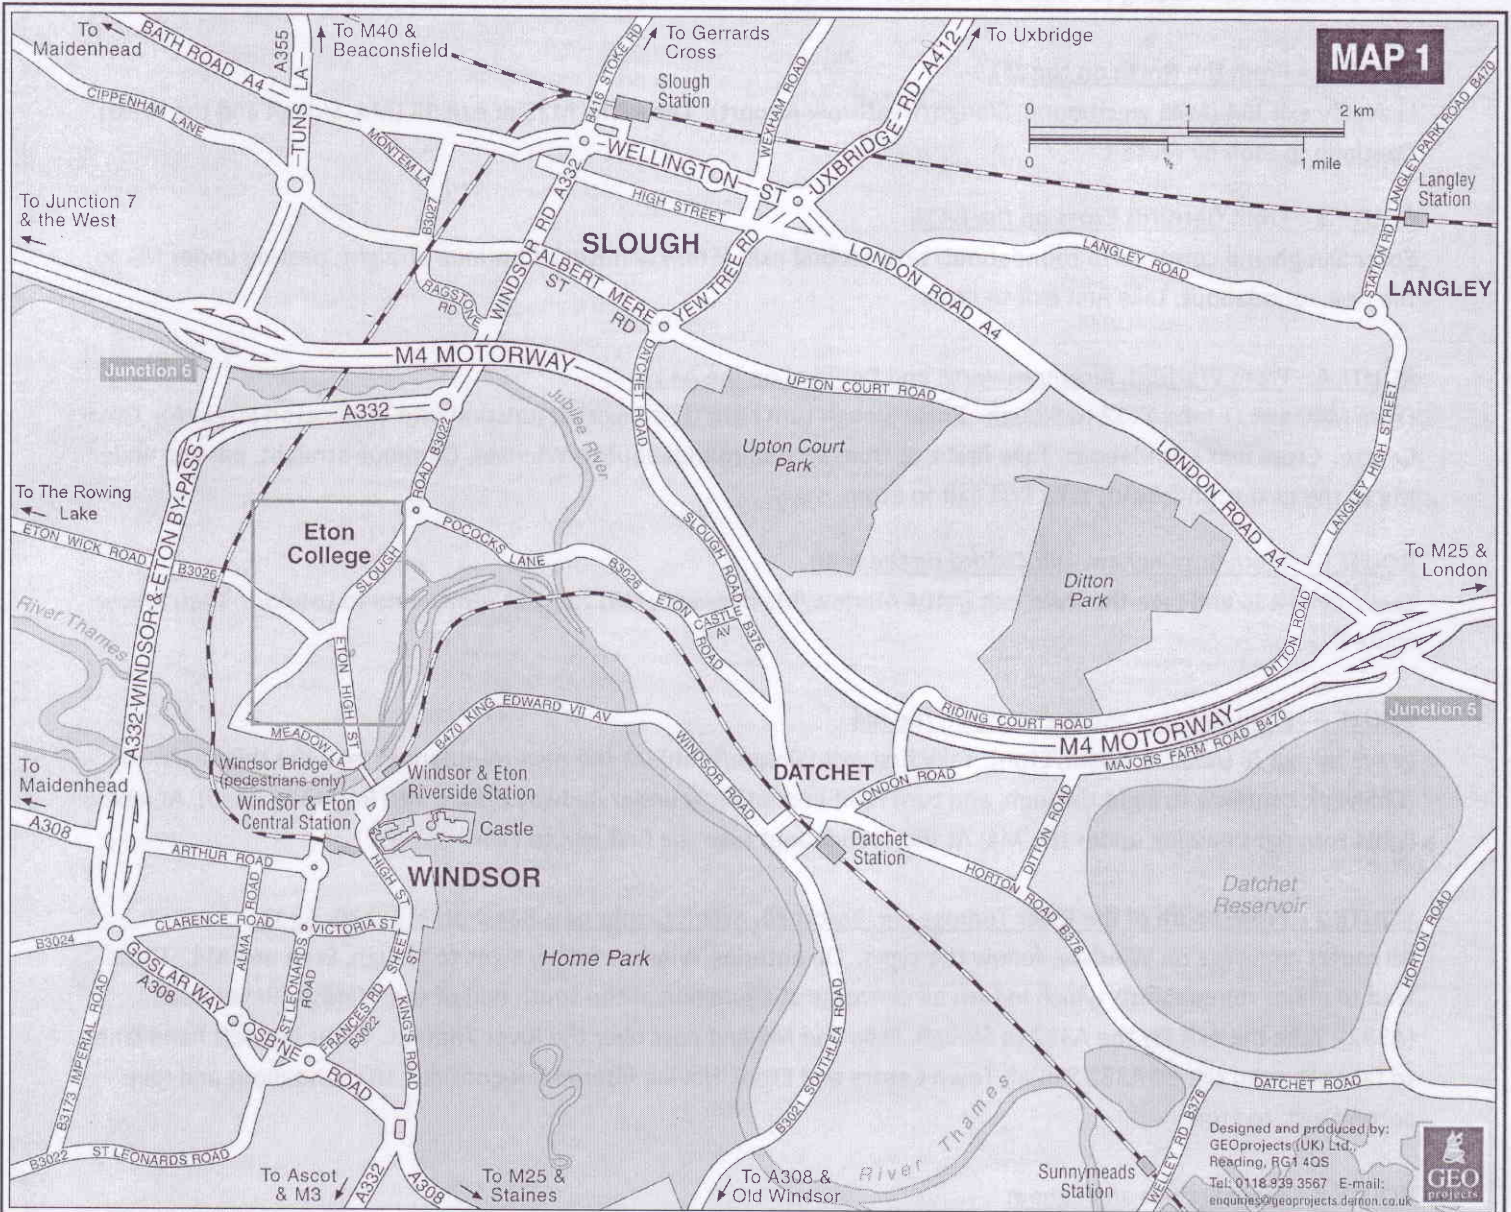 To Maidenhead
BATH ROAD A4
A355
To M40 &
Beaconsfield
STOKE RD
B416
To Gerrards
Cross
Slough
Station
WEXHAM ROAD
UXBRIDGE-RD-A412
To Uxbridge
MAP 1
0 2 km
0 ½ 1 mile
LANGLEY PARK ROAD B470
Langley
Station
CIPPENHAM LANE
TUNS LA
MONTEM LA
B3027
WELLINGTON ST
HIGH STREET
WINDSOR RD A332
To Junction 7
& the West
SLOUGH
ALBERT ST
MERE RD
YEW TREE RD
RAGSTONE
RD
LONDON ROAD A4
LANGLEY ROAD
STATION RD
LANGLEY
Junction 6
M4 MOTORWAY
DATCHET ROAD
UPTON COURT ROAD
A332
Jubilee River
Upton Court
Park
LANGLEY HIGH STREET
LONDON ROAD A4
ROAD B3022
To The Rowing
Lake
ETON WICK ROAD
B3026
Eton
College
SLOUGH
POCOCKS LANE
B3026
SLOUGH ROAD
B376
ETON
ROAD
CASTLE
AV
Ditton
Park
To M25 &
London
DITTON ROAD
River Thames
A332-WINDSOR-& ETON BY-PASS
ETON HIGH ST
MEADOW LA
B470 KING EDWARD VII AV
WINDSOR ROAD
RIDING COURT ROAD
M4 MOTORWAY
MAJORS FARM ROAD B470
Junction 5
To
Maidenhead
Windsor Bridge
(pedestrians only)
Windsor & Eton
Riverside Station
Windsor & Eton
Central Station
Castle
DATCHET
LONDON ROAD
A308
ARTHUR ROAD
HIGH ST
WINDSOR
Datchet
Station
DITTON ROAD
HORTON ROAD B376
Datchet
Reservoir
HORTON ROAD
B3024
CLARENCE ROAD
VICTORIA ST
ALMA
ROAD
SHEET
ST
GOSLAR WAY
A308
ST LEONARDS
ROAD
FRANCES RD
B3022
KING'S ROAD
OSB'NE
ROAD
Home Park
B3173 IMPERIAL ROAD
B3022
ST LEONARDS ROAD
B3021 SOUTHLEA ROAD
River Thames
DATCHET ROAD
WELLEY RD B376
Sunnymeads
Station
To Ascot
& M3
A332
A308
To M25 &
Staines
To A308 &
Old Windsor
Designed and produced by:
GEOprojects (UK) Ltd.,
Reading, RG1 4QS
Tel: 0118 939 3567 E-mail:
enquiries@geoprojects.demon.co.uk
GEO
projects